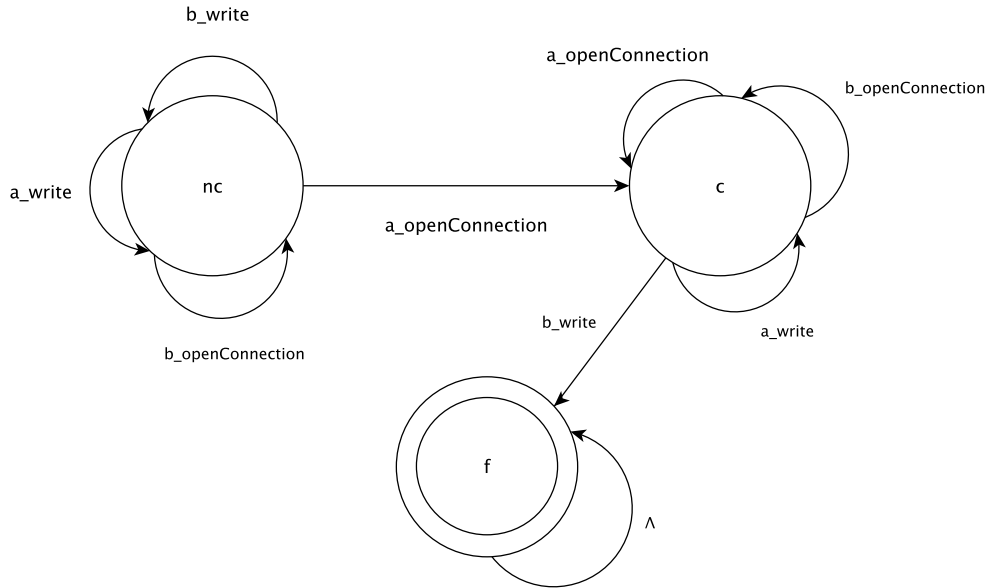 b_write
a_openConnection
b_openConnection
a_write
nc
c
a_openConnection
b_write
a_write
b_openConnection
f
Λ